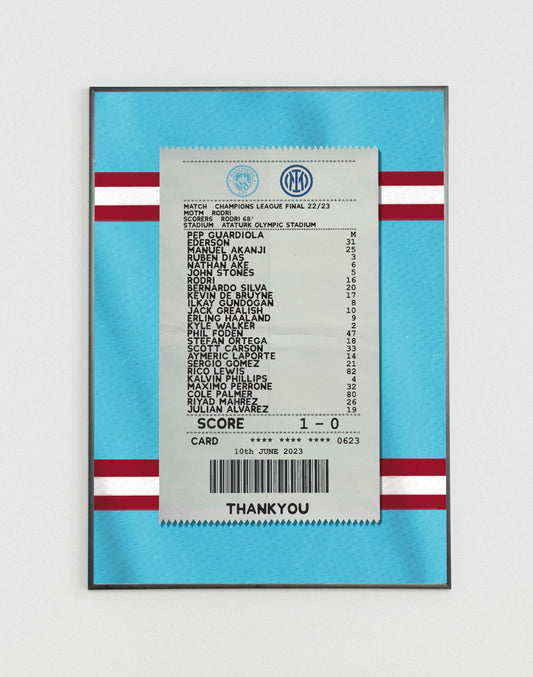 MATCH CHAMPIONS LEAGUE FINAL 22/23
MOTM RODRI
SCORERS RODRI 68'
STADIUM ATATURK OLYMPIC STADIUM
PEP GUARDIOLA M
EDERSON 31
MANUEL AKANJI 25
RUBEN DIAS 3
NATHAN AKE 6
JOHN STONES 5
RODRI 16
BERNARDO SILVA 20
KEVIN DE BRUYNE 17
ILKAY GUNDOGAN 8
JACK GREALISH 10
ERLING HAALAND 9
KYLE WALKER 2
PHIL FODEN 47
STEFAN ORTEGA 18
SCOTT CARSON 33
AYMERIC LAPORTE 14
SERGIO GOMEZ 21
RICO LEWIS 82
KALVIN PHILLIPS 4
MAXIMO PERRONE 32
COLE PALMER 80
RIYAD MAHREZ 26
JULIAN ALVAREZ 19
SCORE 1 - 0
CARD **** **** **** 0623
10th JUNE 2023
THANKYOU